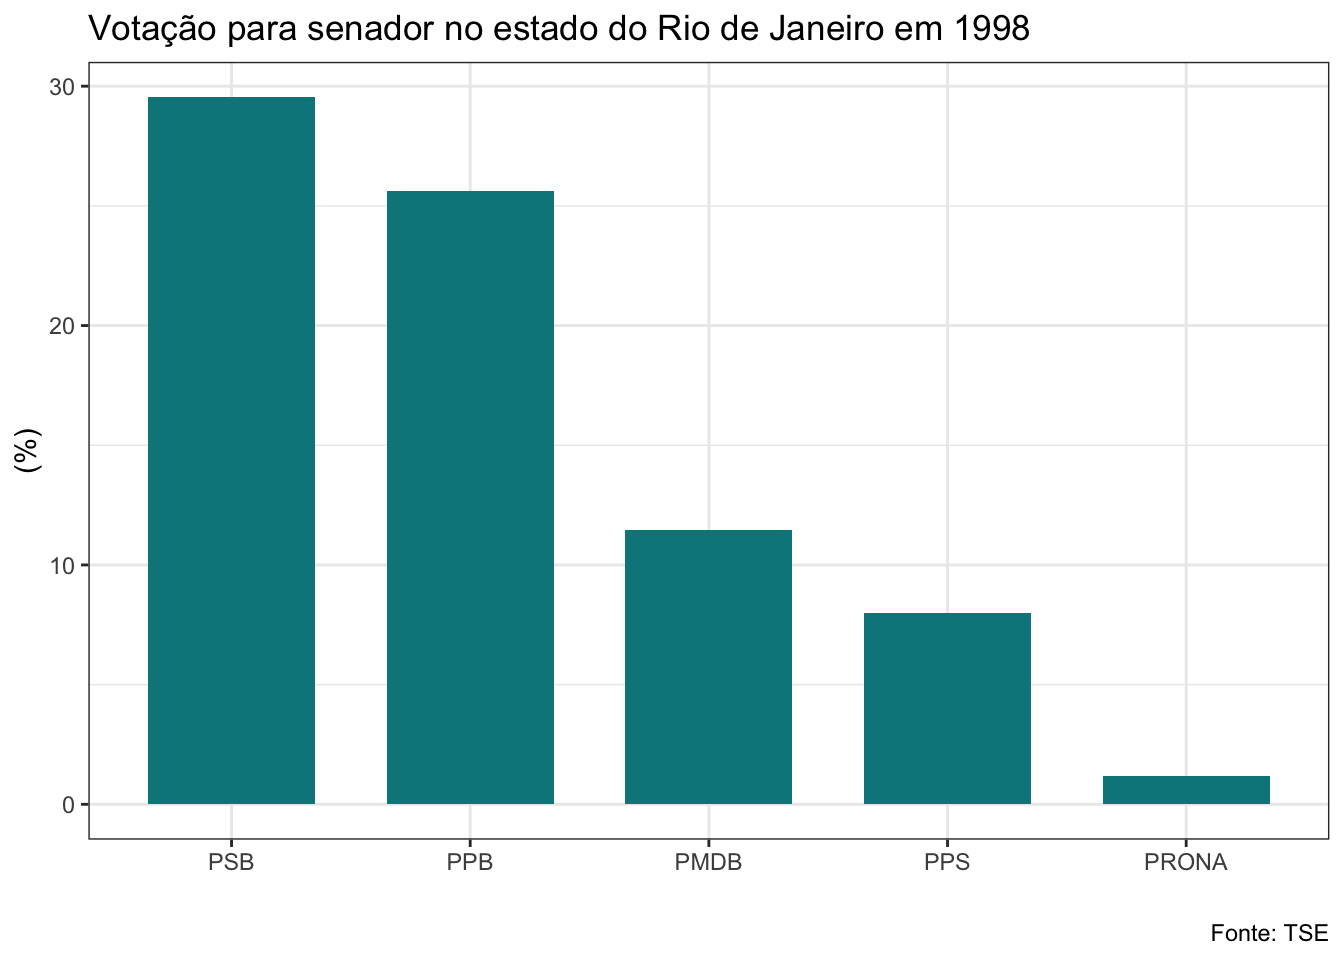 Votação para senador no estado do Rio de Janeiro em 1998
30
20
10
0
(%)
PSB PPB PMDB PPS PRONA
Fonte: TSE